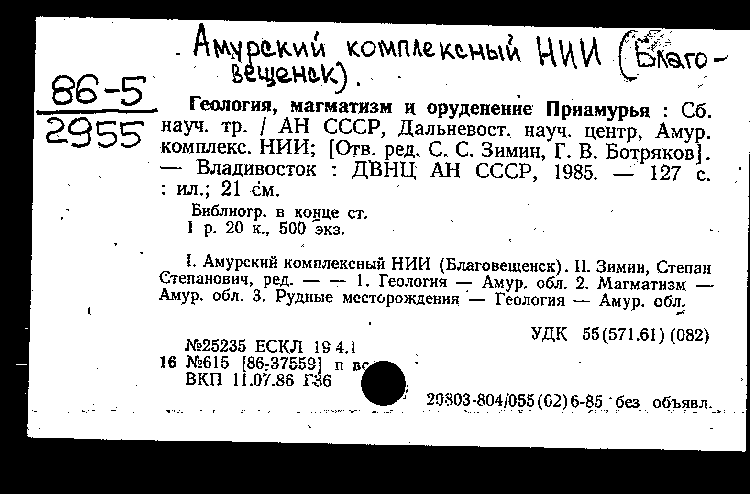 Амурский комплексный НИИ (Благо-
вещенск).
86-5
2955
Геология, магматизм и оруденение Приамурья : Сб.
науч. тр. / АН СССР, Дальневост. науч. центр, Амур.
комплекс. НИИ; [Отв. ред. С. С. Зимин, Г. В. Ботряков].
— Владивосток : ДВНЦ АН СССР, 1985. — 127 с.
: ил.; 21 см.
Библиогр. в конце ст.
1 р. 20 к., 500 экз.
I. Амурский комплексный НИИ (Благовещенск). II. Зимин, Степан
Степанович, ред. — — 1. Геология — Амур. обл. 2. Магматизм —
Амур. обл. 3. Рудные месторождения — Геология — Амур. обл.
УДК 55(571.61)(082)
№25235 ЕСКЛ 19 4.1
16 №615 [86-37559] п
ВКП 11.07.86 Г36
20803-804/055(02)6-85 без объявл.